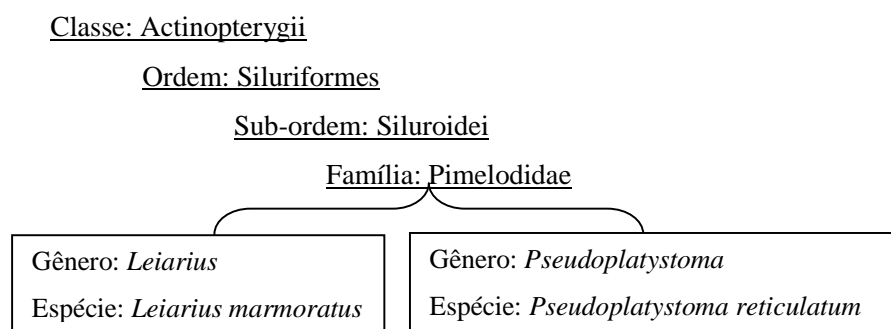 Classe: Actinopterygii
Ordem: Siluriformes
Sub-ordem: Siluroidei
Família: Pimelodidae
Gênero: Leiarius
Espécie: Leiarius marmoratus
Gênero: Pseudoplatystoma
Espécie: Pseudoplatystoma reticulatum